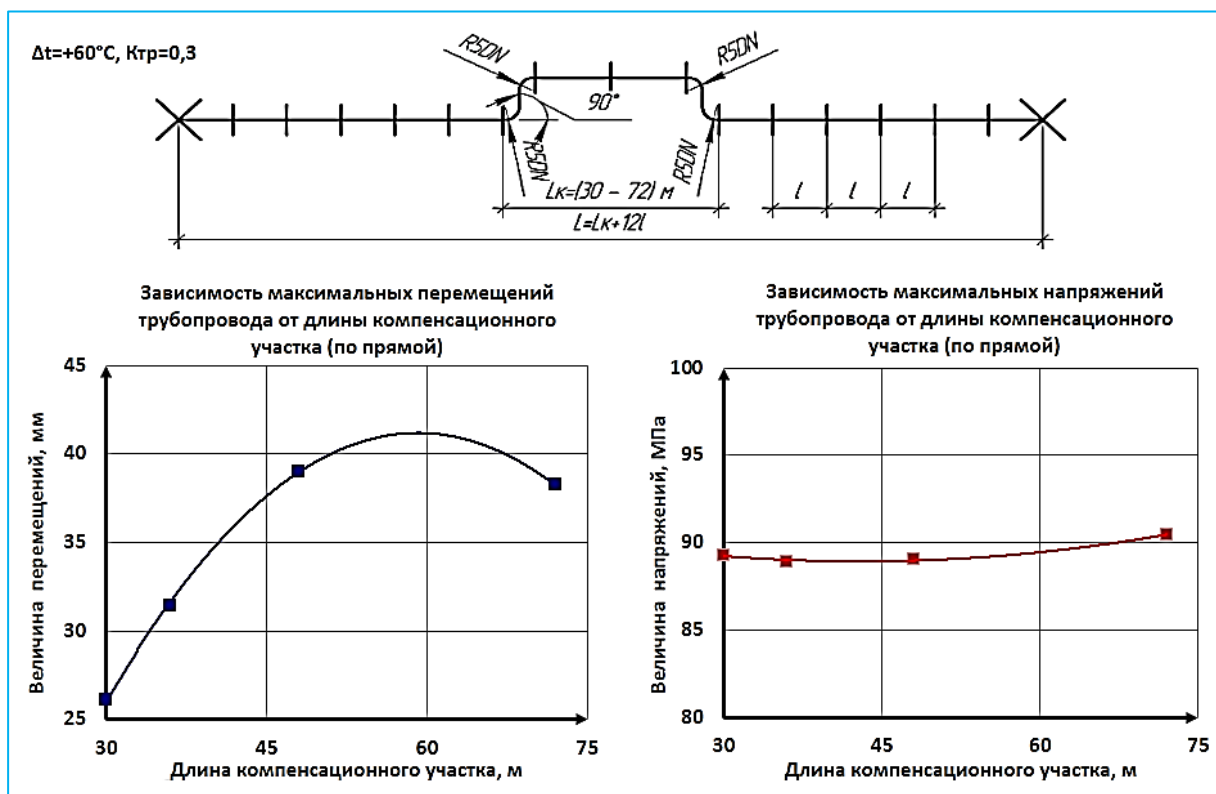 Δt=+60°C, Kтр=0,3
R5DN
R5DN
90°
R5DN
R5DN
Lк=(30 – 72) м
l
l
l
L=Lк+12l
Зависимость максимальных перемещений
трубопровода от длины компенсационного
участка (по прямой)
Величина перемещений, мм
45
40
35
30
25
30
45
60
75
Длина компенсационного участка, м
Зависимость максимальных напряжений
трубопровода от длины компенсационного
участка (по прямой)
Величина напряжений, МПа
100
95
90
85
80
30
45
60
75
Длина компенсационного участка, м